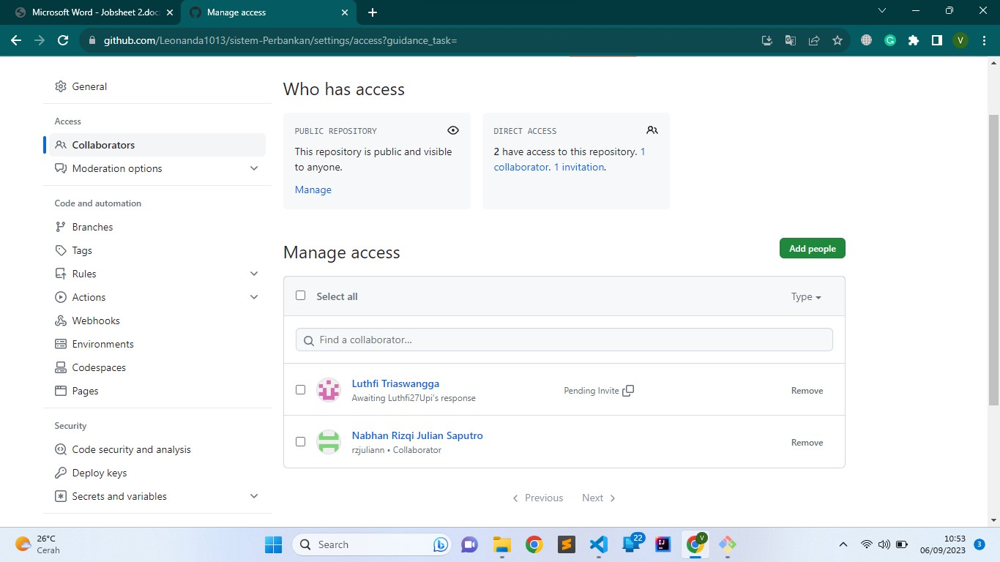 Microsoft Word - Jobsheet 2.doc
Manage access
github.com/Leonanda1013/sistem-Perbankan/settings/access?guidance_task=
V
General
Access
Collaborators
Moderation options
Code and automation
Branches
Tags
Rules
Actions
Webhooks
Environments
Codespaces
Pages
Security
Code security and analysis
Deploy keys
Secrets and variables
Who has access
PUBLIC REPOSITORY
This repository is public and visible
to anyone.
Manage
DIRECT ACCESS
2 have access to this repository. 1
collaborator. 1 invitation.
Manage access
Add people
Select all
Type
Find a collaborator...
Luthfi Triaswangga
Awaiting Luthfi27Upi's response
Pending Invite
Remove
Nabhan Rizqi Julian Saputro
rzjuliann • Collaborator
Remove
Previous
Next
26°C
Cerah
Search
22
IJ
V
10:53
06/09/2023
3